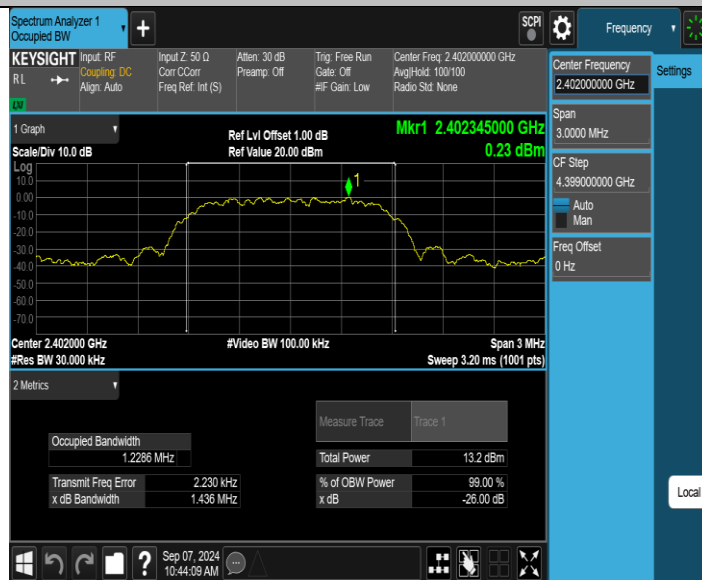 Spectrum Analyzer 1
Occupied BW
+
SCPI
Frequency
KEYSIGHT
RL
LXI
Input: RF
Coupling: DC
Align: Auto
Input Z: 50 Ω
Corr CCorr
Freq Ref: Int (S)
Atten: 30 dB
Preamp: Off
Trig: Free Run
Gate: Off
#IF Gain: Low
Center Freq: 2.402000000 GHz
Avg|Hold: 100/100
Radio Std: None
Center Frequency
2.402000000 GHz
Settings
Span
3.0000 MHz
CF Step
4.399000000 GHz
Auto
Man
Freq Offset
0 Hz
Local
1 Graph
Scale/Div 10.0 dB
Ref Lvl Offset 1.00 dB
Ref Value 20.00 dBm
Mkr1 2.402345000 GHz
0.23 dBm
Log
10.0
0.00
-10.0
-20.0
-30.0
-40.0
-50.0
-60.0
-70.0
1
Center 2.402000 GHz
#Res BW 30.000 kHz
#Video BW 100.00 kHz
Span 3 MHz
Sweep 3.20 ms (1001 pts)
2 Metrics
Measure Trace Trace 1
Occupied Bandwidth
1.2286 MHz
Total Power 13.2 dBm
Transmit Freq Error 2.230 kHz
% of OBW Power 99.00 %
x dB Bandwidth 1.436 MHz
x dB -26.00 dB
?
Sep 07, 2024
10:44:09 AM